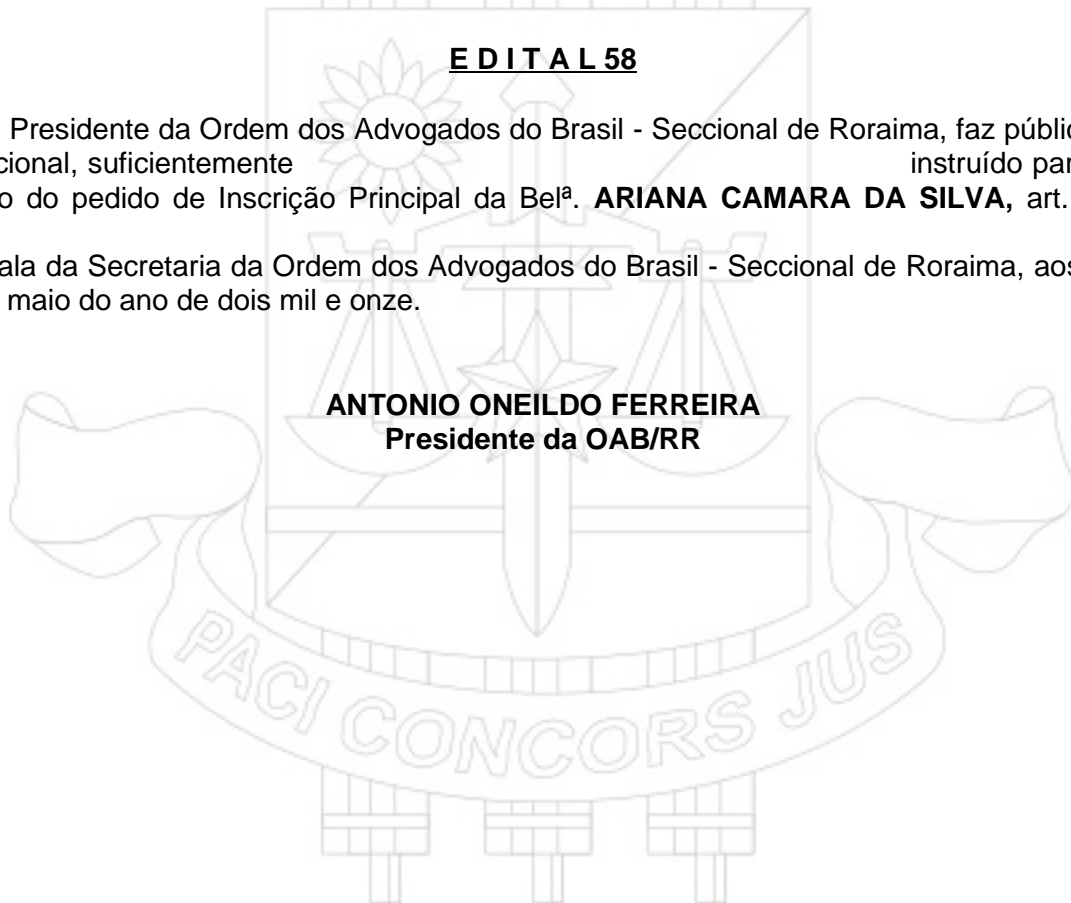 E D I T A L 58
Presidente da Ordem dos Advogados do Brasil - Seccional de Roraima, faz públic
cional, suficientemente instruído par
o do pedido de Inscrição Principal da Belª. ARIANA CAMARA DA SILVA, art.
ala da Secretaria da Ordem dos Advogados do Brasil - Seccional de Roraima, aos
maio do ano de dois mil e onze.
ANTONIO ONEILDO FERREIRA
Presidente da OAB/RR
PACI CONCORS JUS